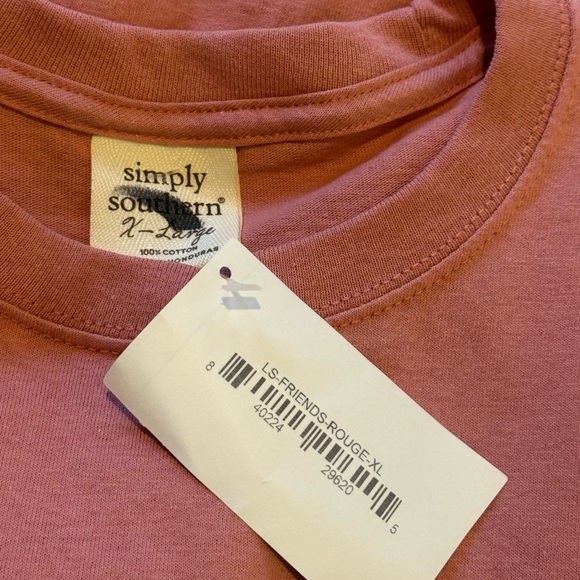 simply
southern®
X-Large
100% COTTON
HONDURAS
LS-FRIENDS-ROUGE-XL
8 40224 29620 5